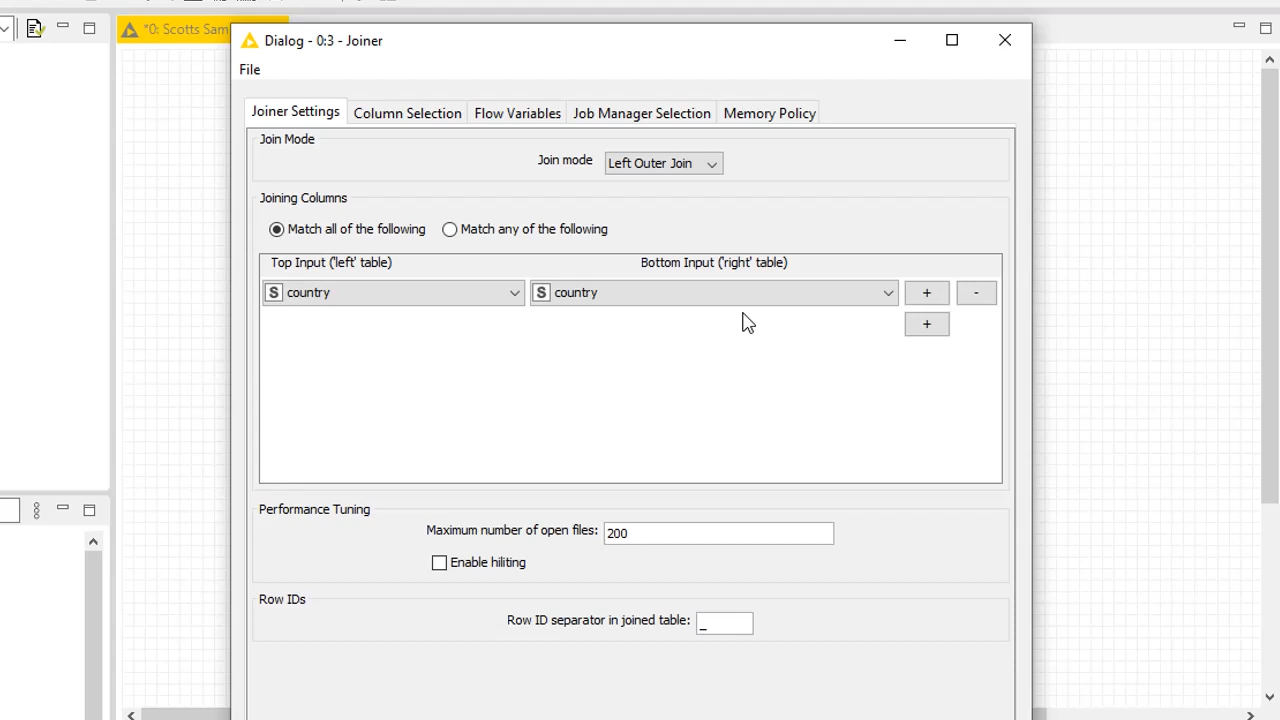 *0: Scotts Sam
Dialog - 0:3 - Joiner
File
Joiner Settings Column Selection Flow Variables Job Manager Selection Memory Policy
Join Mode
Join mode Left Outer Join
Joining Columns
Match all of the following Match any of the following
Top Input ('left' table) Bottom Input ('right' table)
S country S country + -
+
Performance Tuning
Maximum number of open files: 200
Enable hiliting
Row IDs
Row ID separator in joined table: _